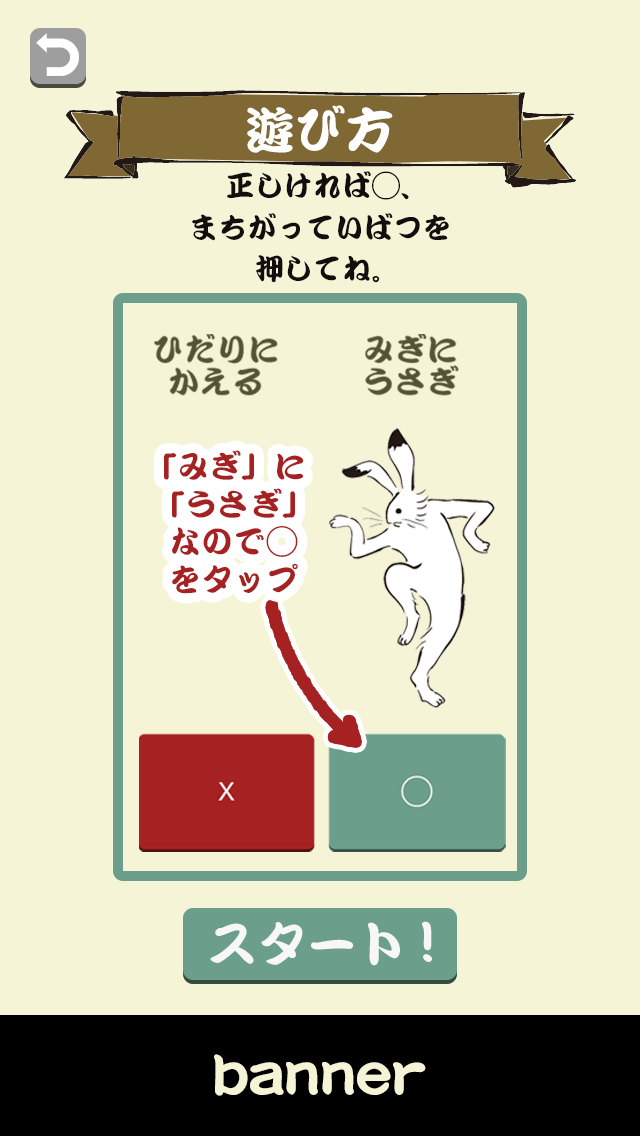 遊び方
正しければ◯、
まちがっていばつを
押してね。
ひだりに
かえる
みぎに
うさぎ
「みぎ」に
「うさぎ」
なので◯
をタップ
X
◯
スタート！
banner